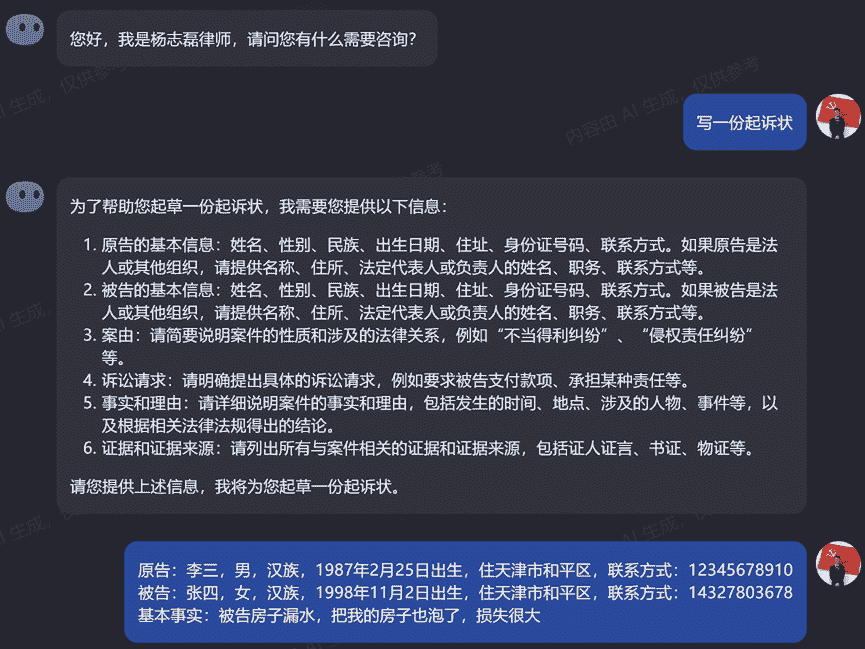 您好，我是杨志磊律师，请问您有什么需要咨询？
内容由 AI 生成，仅供参考
写一份起诉状
为了帮助您起草一份起诉状，我需要您提供以下信息：
1. 原告的基本信息：姓名、性别、民族、出生日期、住址、身份证号码、联系方式。如果原告是法
人或其他组织，请提供名称、住所、法定代表人或负责人的姓名、职务、联系方式等。
2. 被告的基本信息：姓名、性别、民族、出生日期、住址、身份证号码、联系方式。如果被告是法
人或其他组织，请提供名称、住所、法定代表人或负责人的姓名、职务、联系方式等。
3. 案由：请简要说明案件的性质和涉及的法律关系，例如“不当得利纠纷”、“侵权责任纠纷”
等。
4. 诉讼请求：请明确提出具体的诉讼请求，例如要求被告支付款项、承担某种责任等。
5. 事实和理由：请详细说明案件的事实和理由，包括发生的时间、地点、涉及的人物、事件等，以
及根据相关法律法规得出的结论。
6. 证据和证据来源：请列出所有与案件相关的证据和证据来源，包括证人证言、书证、物证等。
请您提供上述信息，我将为您起草一份起诉状。
原告：李三，男，汉族，1987年2月25日出生，住天津市和平区，联系方式：12345678910
被告：张四，女，汉族，1998年11月2日出生，住天津市和平区，联系方式：14327803678
基本事实：被告房子漏水，把我的房子也泡了，损失很大